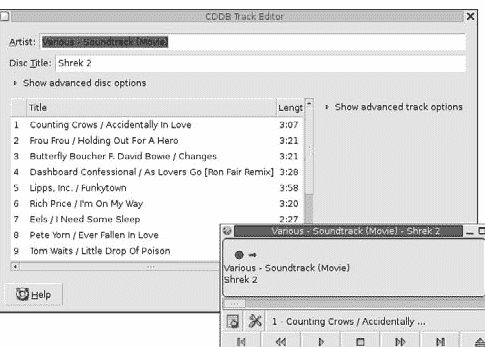 CDDB Track Editor
Artist: Various - Soundtrack (Movie)
Disc Title: Shrek 2
Show advanced disc options
Title Lengt
Show advanced track options
1 Counting Crows / Accidentally In Love 3:07
2 Frou Frou / Holding Out For A Hero 3:21
3 Butterfly Boucher F. David Bowe / Changes 3:21
4 Dashboard Confessional / As Lovers Go [Ron Fair Remix] 3:28
5 Lipps, Inc. / Funkytown 3:58
6 Rich Price / I'm On My Way 3:20
7 Eels / I Need Some Sleep 2:27
8 Pete Yorn / Ever Fallen In Love
9 Tom Waits / Little Drop Of Poison
Help
Various - Soundtrack (Movie) - Shrek 2
Various - Soundtrack (Movie)
Shrek 2
1 - Counting Crows / Accidentally ...